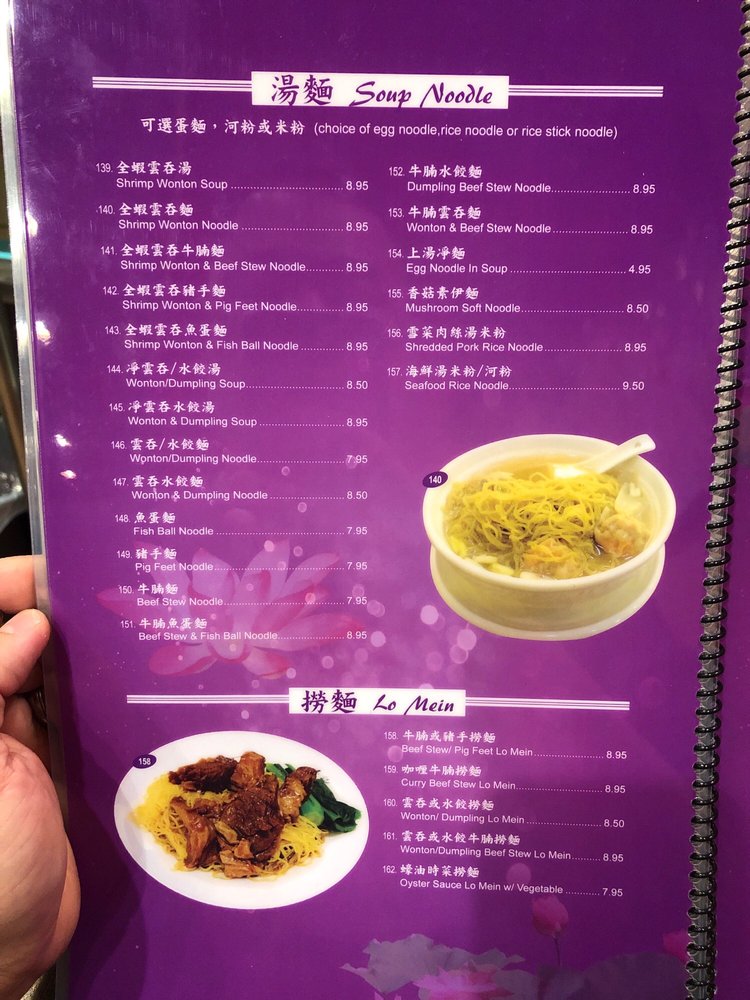 湯麵 Soup Noodle
可選蛋麵，河粉或米粉 (choice of egg noodle,rice noodle or rice stick noodle)
139. 全蝦雲吞湯
Shrimp Wonton Soup 8.95
140. 全蝦雲吞麵
Shrimp Wonton Noodle 8.95
141. 全蝦雲吞牛腩麵
Shrimp Wonton & Beef Stew Noodle 8.95
142. 全蝦雲吞豬手麵
Shrimp Wonton & Pig Feet Noodle 8.95
143. 全蝦雲吞魚蛋麵
Shrimp Wonton & Fish Ball Noodle 8.95
144. 凈雲吞/水餃湯
Wonton/Dumpling Soup 8.50
145. 凈雲吞水餃湯
Wonton & Dumpling Soup 8.95
146. 雲吞/水餃麵
Wonton/Dumpling Noodle 7.95
147. 雲吞水餃麵
Wonton & Dumpling Noodle 8.50
148. 魚蛋麵
Fish Ball Noodle 7.95
149. 豬手麵
Pig Feet Noodle 7.95
150. 牛腩麵
Beef Stew Noodle 7.95
151. 牛腩魚蛋麵
Beef Stew & Fish Ball Noodle 8.95
152. 牛腩水餃麵
Dumpling Beef Stew Noodle 8.95
153. 牛腩雲吞麵
Wonton & Beef Stew Noodle 8.95
154. 上湯凈麵
Egg Noodle In Soup 4.95
155. 香菇素伊麵
Mushroom Soft Noodle 8.50
156. 雪菜肉絲湯米粉
Shredded Pork Rice Noodle 8.95
157. 海鮮湯米粉/河粉
Seafood Rice Noodle 9.50
140
撈麵 Lo Mein
158
158. 牛腩或豬手撈麵
Beef Stew/ Pig Feet Lo Mein 8.95
159. 咖喱牛腩撈麵
Curry Beef Stew Lo Mein 8.95
160. 雲吞或水餃撈麵
Wonton/ Dumpling Lo Mein 8.50
161. 雲吞或水餃牛腩撈麵
Wonton/Dumpling Beef Stew Lo Mein 8.95
162. 蠔油時菜撈麵
Oyster Sauce Lo Mein w/ Vegetable 7.95